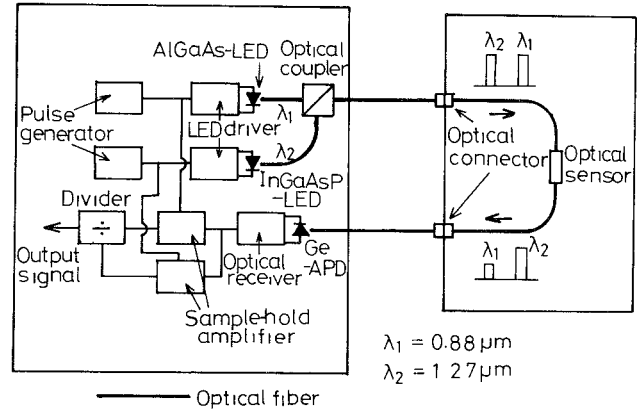 AlGaAs-LED
Optical
coupler
λ2 λ1
Pulse
generator
LED driver
λ1
λ2
InGaAsP
-LED
Optical
connector
Optical
sensor
Divider
÷
Output
signal
Optical
receiver
Ge
-APD
Sample-hold
amplifier
λ1 λ2
λ1 = 0.88 μm
λ2 = 1 27 μm
Optical fiber